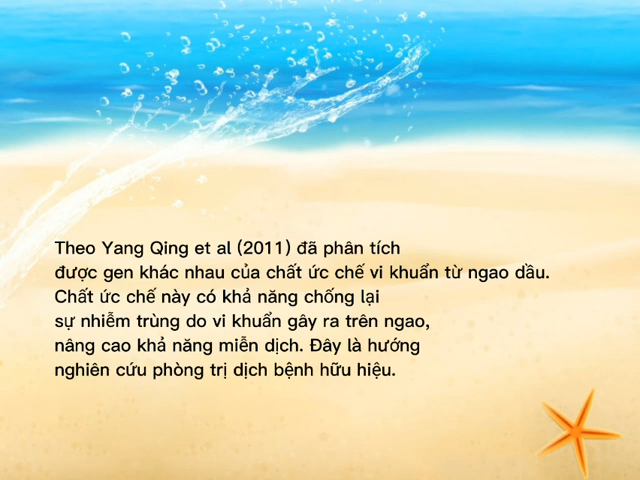 Theo Yang Qing et al (2011) đã phân tích
được gen khác nhau của chất ức chế vi khuẩn từ ngao dầu.
Chất ức chế này có khả năng chống lại
sự nhiễm trùng do vi khuẩn gây ra trên ngao,
nâng cao khả năng miễn dịch. Đây là hướng
nghiên cứu phòng trị dịch bệnh hữu hiệu.